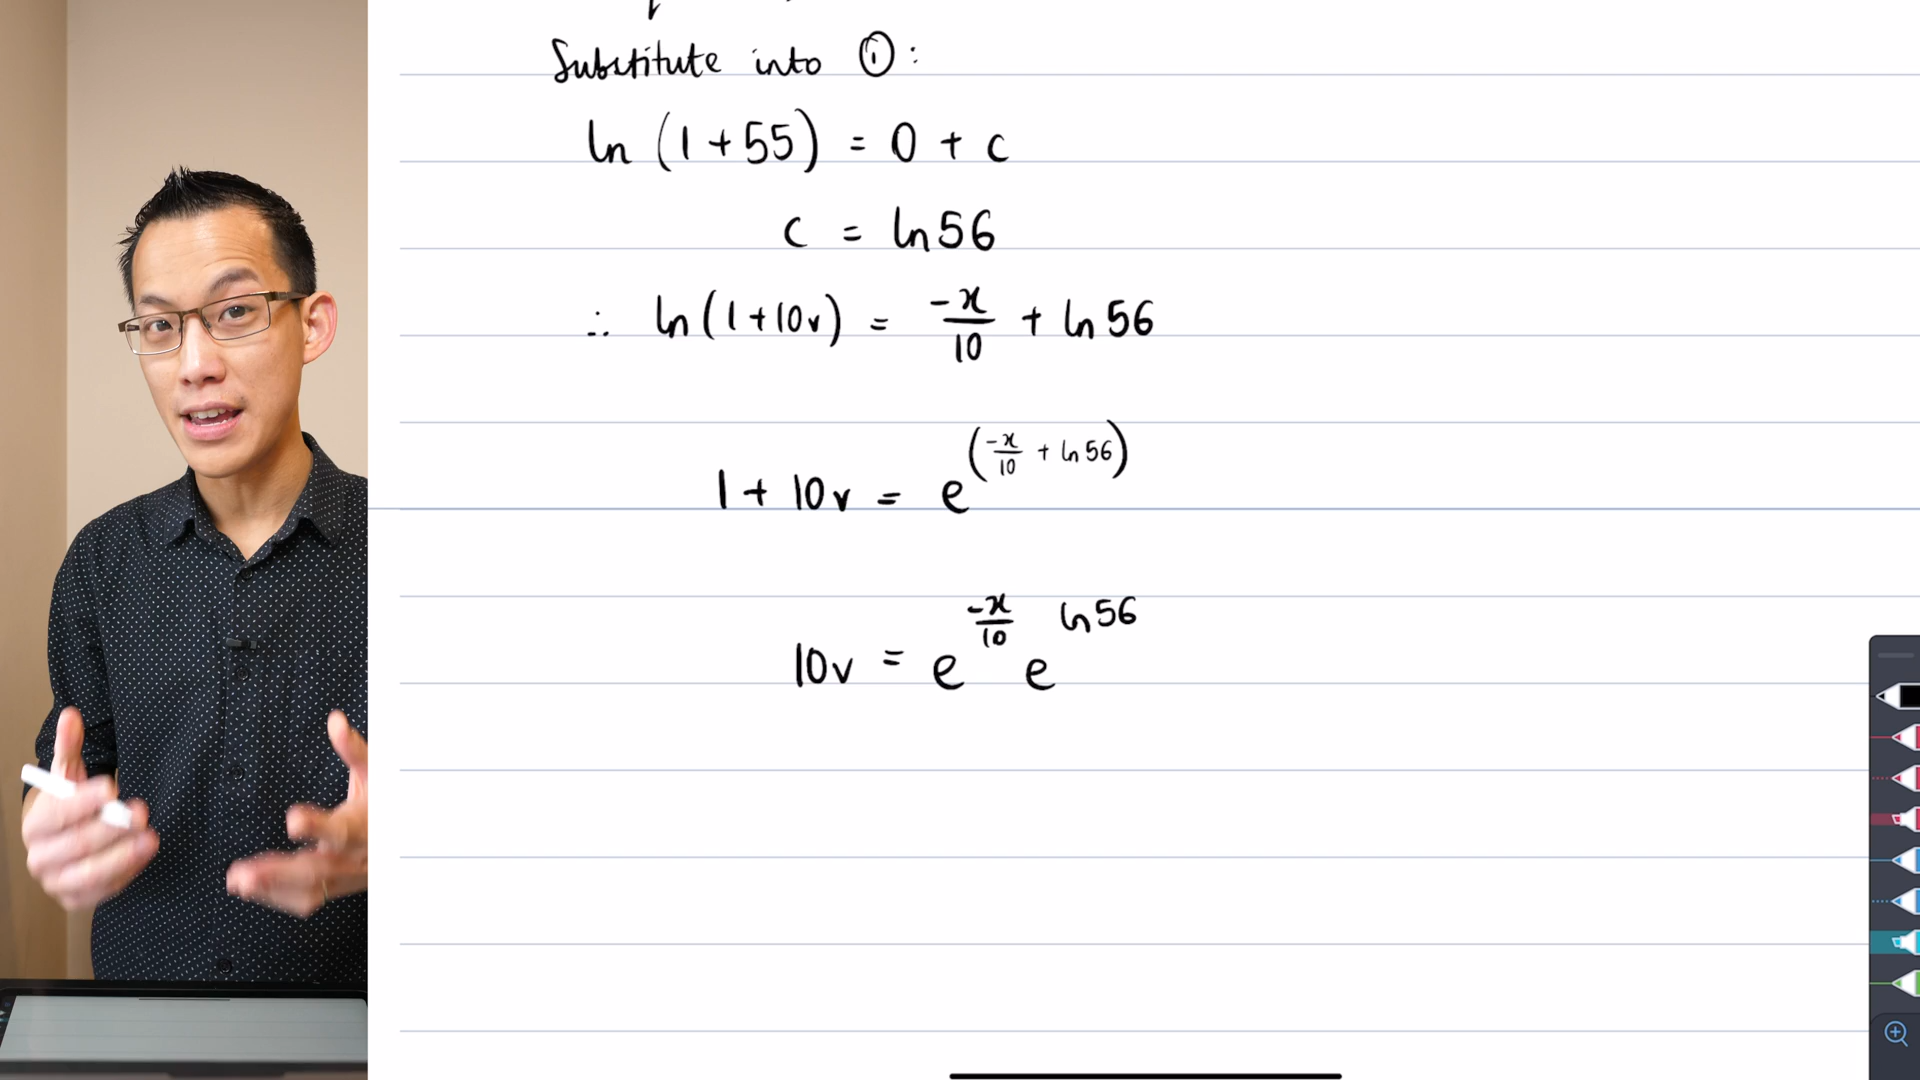 Substitute into ①:
ln (1+55) = 0 + c
c = ln 56
∴ ln (1+10v) = -x/10 + ln 56
1 + 10v = e^(-x/10 + ln 56)
10v = e^(-x/10) e^(ln 56)